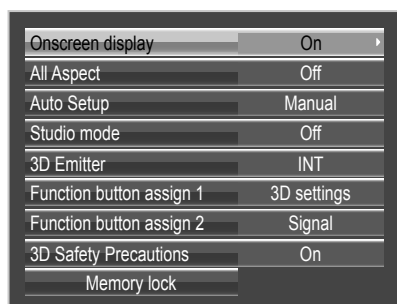 Onscreen display On
All Aspect Off
Auto Setup Manual
Studio mode Off
3D Emitter INT
Function button assign 1 3D settings
Function button assign 2 Signal
3D Safety Precautions On
Memory lock